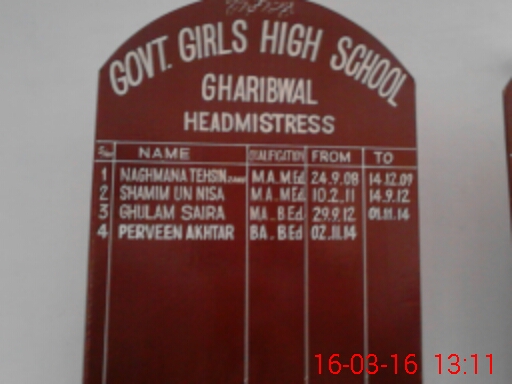 GOVT. GIRLS HIGH SCHOOL
GHARIBWAL
HEADMISTRESS
NAME QUALIFICATION FROM TO
1 NAGHMANA TEHSIN M.A. M.Ed 24.9.08 14.12.09
2 SHAMIM UN NISA M.A. M.Ed 10.2.11 14.9.12
3 GHULAM SAIRA M.A. B.Ed 29.9.12 01.11.14
4 PERVEEN AKHTAR B.A. B.Ed 02.11.14
16-03-16 13:11